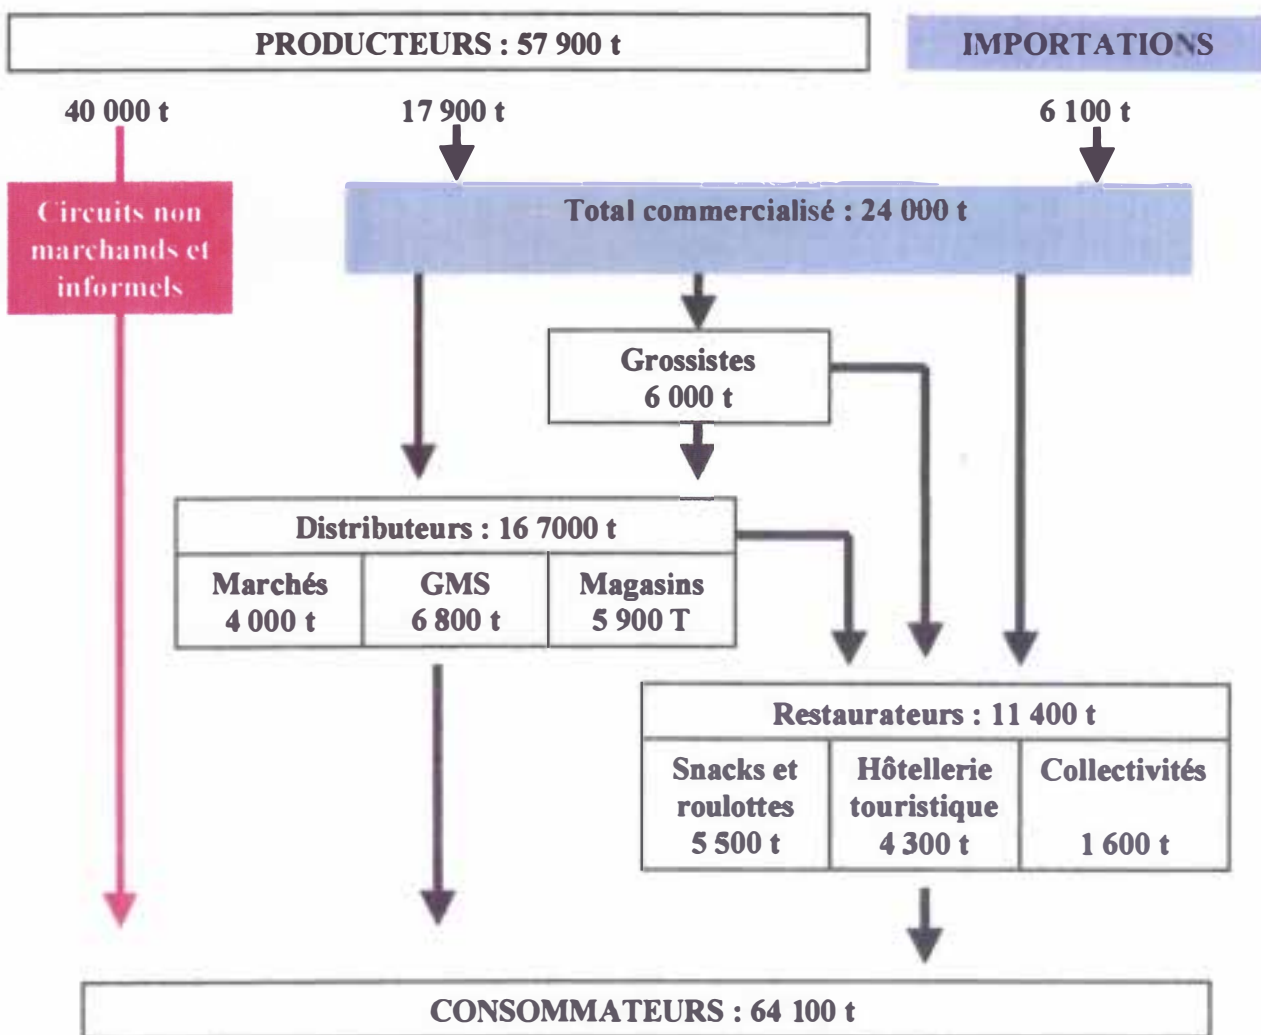 PRODUCTEURS : 57 900 t
IMPORTATIONS
40 000 t
17 900 t
6 100 t
Circuits non
marchands et
informels
Total commercialisé : 24 000 t
Grossistes
6 000 t
Distributeurs : 16 7000 t
Marchés
4 000 t
GMS
6 800 t
Magasins
5 900 T
Restaurateurs : 11 400 t
Snacks et
roulottes
5 500 t
Hôtellerie
touristique
4 300 t
Collectivités
1 600 t
CONSOMMATEURS : 64 100 t